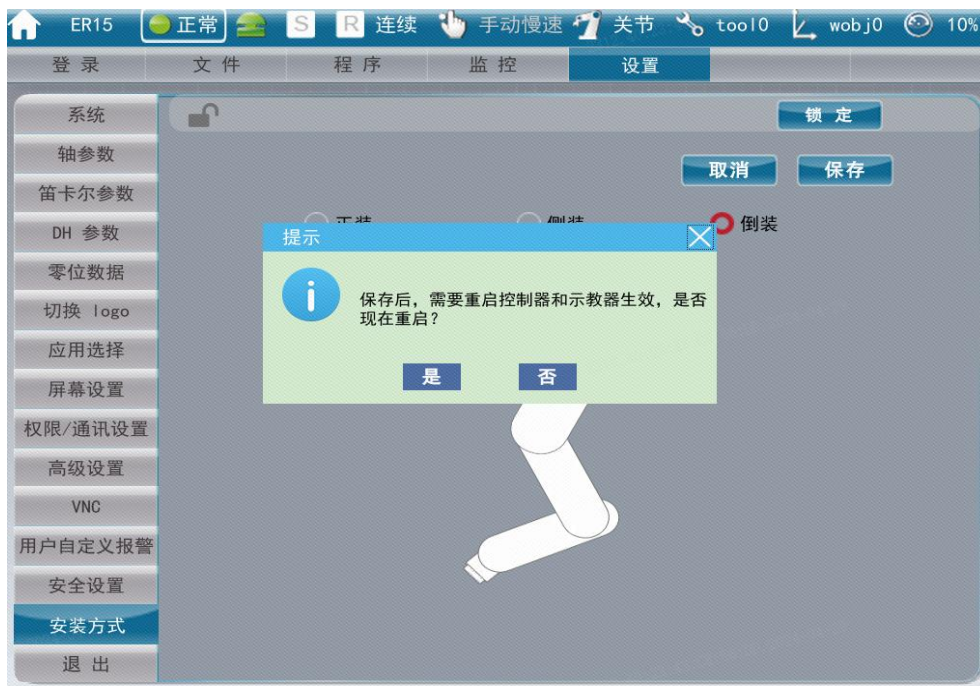 ER15 正常 S R 连续 手动慢速 关节 tool0 wobj0 10%
登录 文件 程序 监控 设置
系统
锁定
轴参数
取消 保存
笛卡尔参数
DH 参数
倒装
提示
零位数据
保存后，需要重启控制器和示教器生效，是否
现在重启？
切换 logo
应用选择
是 否
屏幕设置
权限/通讯设置
高级设置
VNC
用户自定义报警
安全设置
安装方式
退出